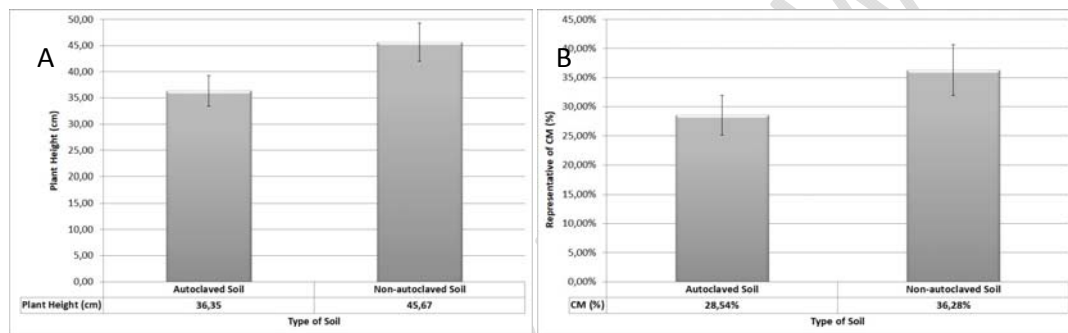 A
Plant Height (cm)
50,00
45,00
40,00
35,00
30,00
25,00
20,00
15,00
10,00
5,00
0,00
Autoclaved Soil Non-autoclaved Soil
Plant Height (cm) 36,35 45,67
Type of Soil
B
Representative of CM (%)
45,00%
40,00%
35,00%
30,00%
25,00%
20,00%
15,00%
10,00%
5,00%
0,00%
Autoclaved Soil Non-autoclaved Soil
CM (%) 28,54% 36,28%
Type of Soil